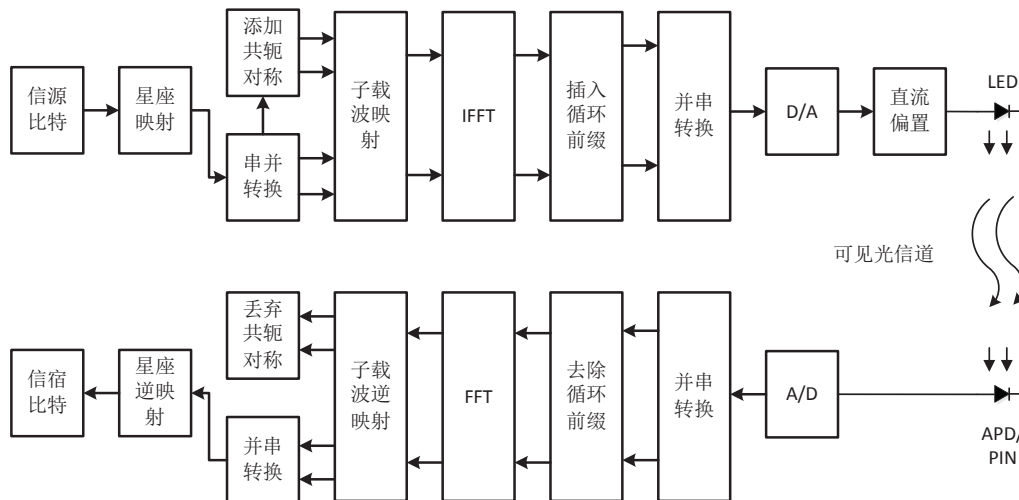 信源
比特
星座
映射
添加
共轭
对称
串并
转换
子载
波映
射
IFFT
插入
循环
前缀
并串
转换
D/A
直流
偏置
LED
可见光信道
信宿
比特
星座
逆映
射
丢弃
共轭
对称
并串
转换
子载
波逆
映射
FFT
去除
循环
前缀
并串
转换
A/D
APD/
PIN